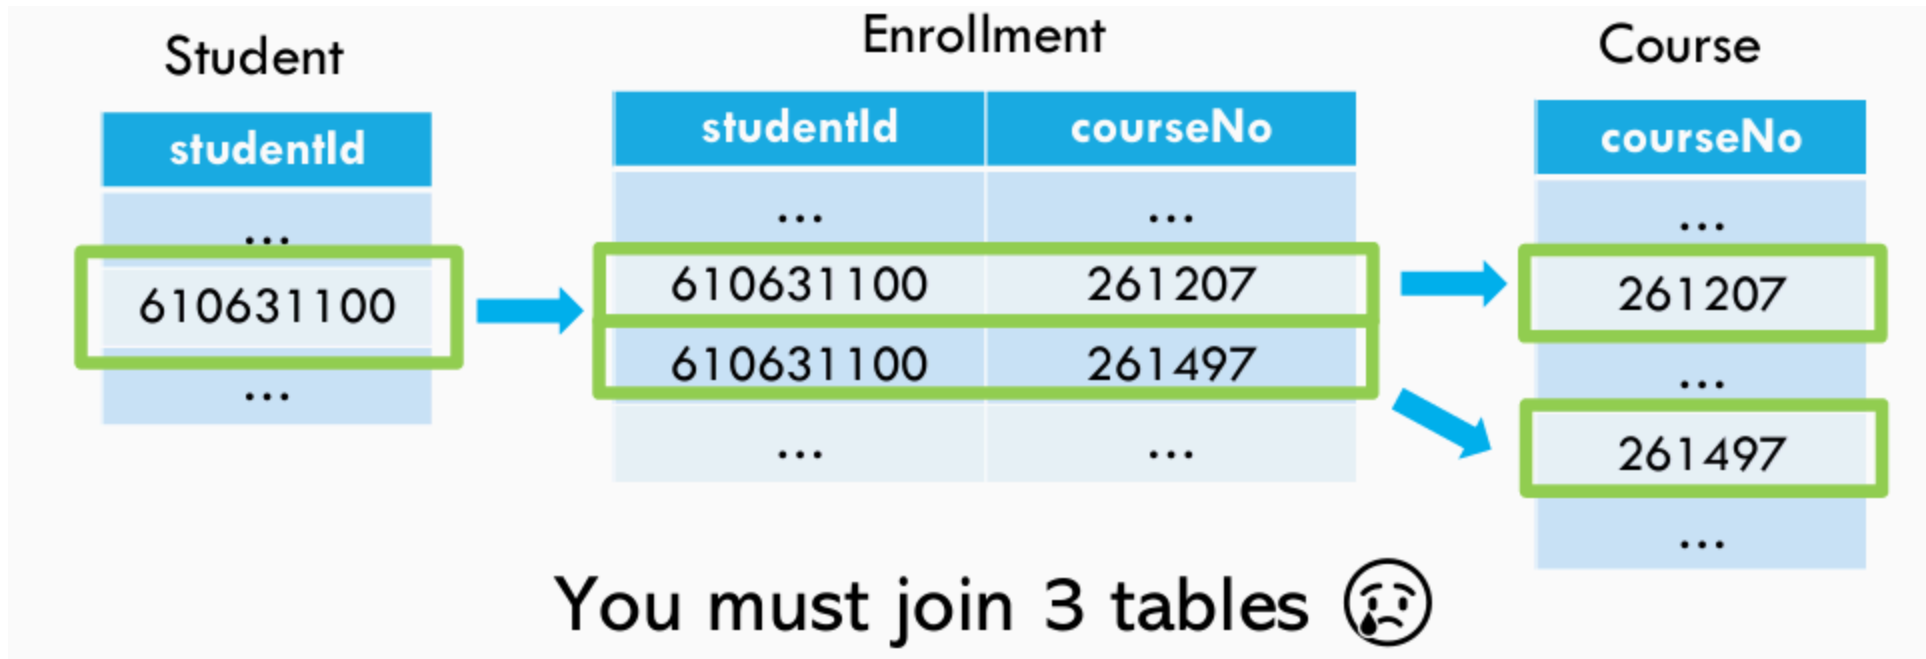 Student
studentId
...
610631100
...
Enrollment
studentId courseNo
... ...
610631100 261207
610631100 261497
... ...
Course
courseNo
...
261207
...
261497
...
You must join 3 tables 😢